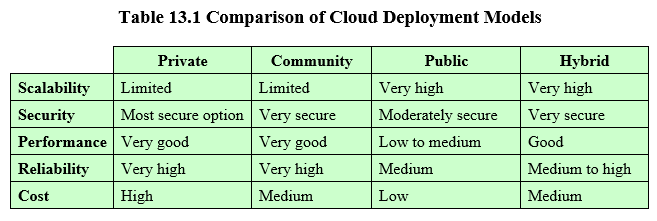 Table 13.1 Comparison of Cloud Deployment Models
Private Community Public Hybrid
Scalability Limited Limited Very high Very high
Security Most secure option Very secure Moderately secure Very secure
Performance Very good Very good Low to medium Good
Reliability Very high Very high Medium Medium to high
Cost High Medium Low Medium